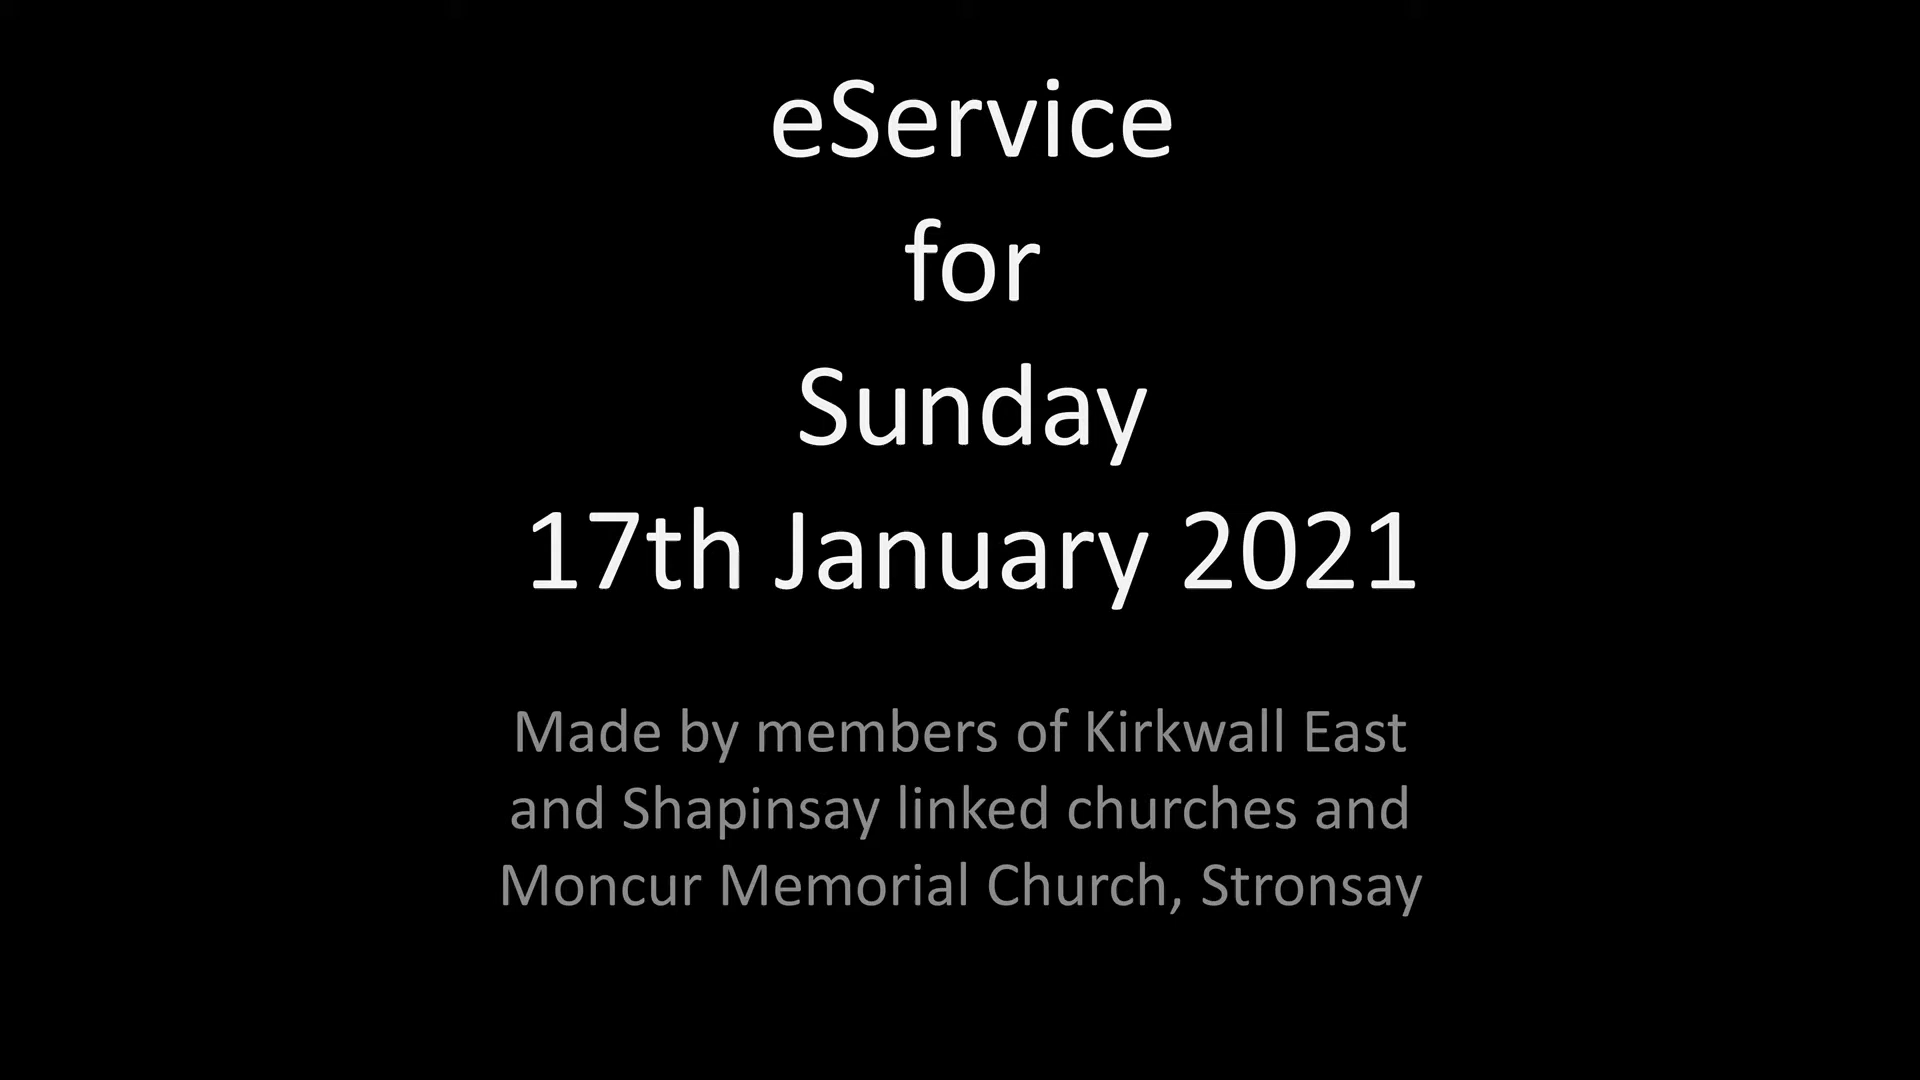 eService
for
Sunday
17th January 2021
Made by members of Kirkwall East
and Shapinsay linked churches and
Moncur Memorial Church, Stronsay